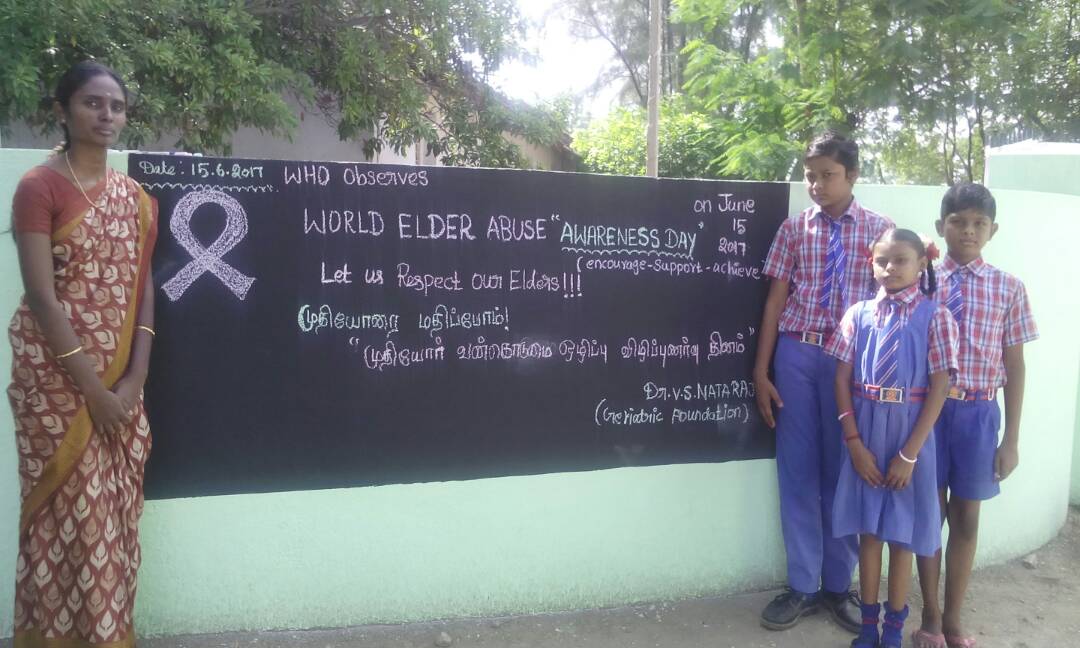 Date: 15.6.2017
WHO Observes
WORLD ELDER ABUSE "AWARENESS DAY"
on June
15
2017
(encourage-support-achieve
Let us Respect Our Elders!!!
முதியோரை மதிப்போம்!
"முதியோர் வன்கொடுமை ஒழிப்பு விழிப்புணர்வு தினம்"
Dr.V.S.NATARAJ
(Geriatric Foundation)